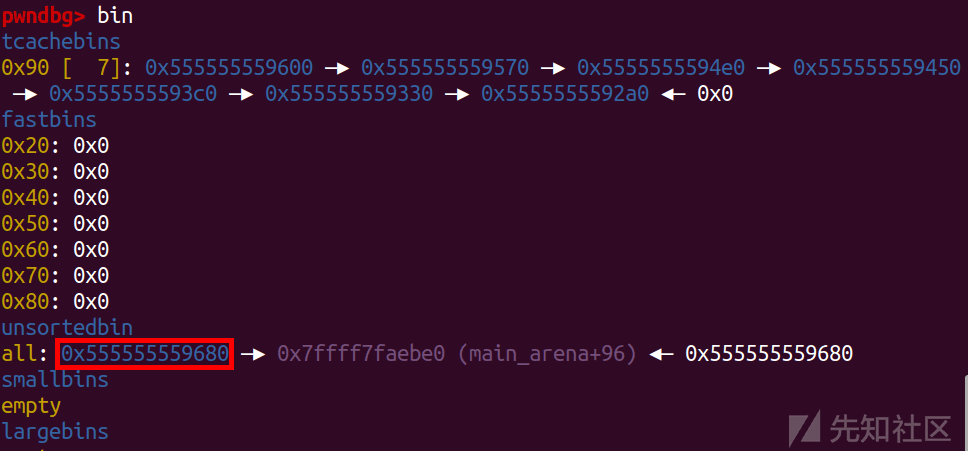 pwndbg> bin
tcachebins
0x90 [  7]: 0x555555559600 —▸ 0x555555559570 —▸ 0x5555555594e0 —▸ 0x555555559450
—▸ 0x5555555593c0 —▸ 0x555555559330 —▸ 0x5555555592a0 ◂— 0x0
fastbins
0x20: 0x0
0x30: 0x0
0x40: 0x0
0x50: 0x0
0x60: 0x0
0x70: 0x0
0x80: 0x0
unsortedbin
all: 0x555555559680 —▸ 0x7ffff7faebe0 (main_arena+96) ◂— 0x555555559680
smallbins
empty
largebins
先知社区